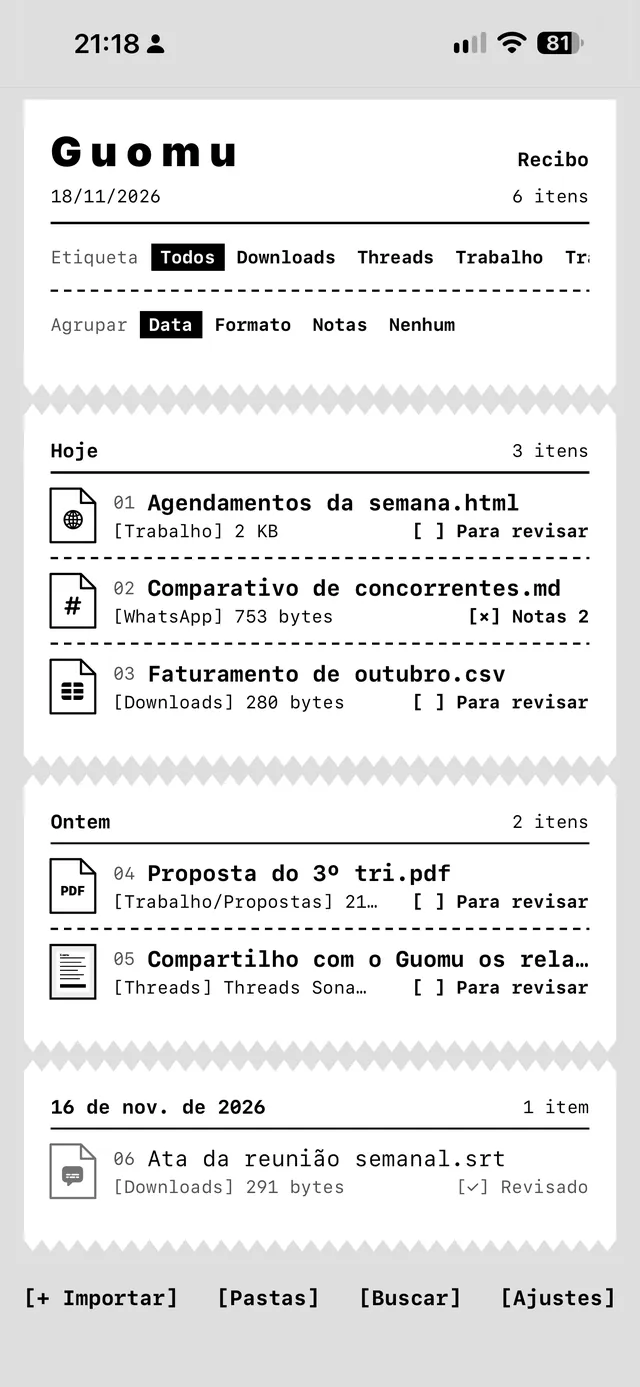 21:18
81
Guomu
Recibo
18/11/2026
6 itens
Etiqueta Todos Downloads Threads Trabalho Tra
Agrupar Data Formato Notas Nenhum
Hoje
3 itens
01 Agendamentos da semana.html
[Trabalho] 2 KB
[ ] Para revisar
#
02 Comparativo de concorrentes.md
[WhatsApp] 753 bytes
[×] Notas 2
03 Faturamento de outubro.csv
[Downloads] 280 bytes
[ ] Para revisar
Ontem
2 itens
PDF
04 Proposta do 3º tri.pdf
[Trabalho/Propostas] 21…
[ ] Para revisar
05 Compartilho com o Guomu os rela…
[Threads] Threads Sona…
[ ] Para revisar
16 de nov. de 2026
1 item
06 Ata da reunião semanal.srt
[Downloads] 291 bytes
[✓] Revisado
[+ Importar] [Pastas] [Buscar] [Ajustes]